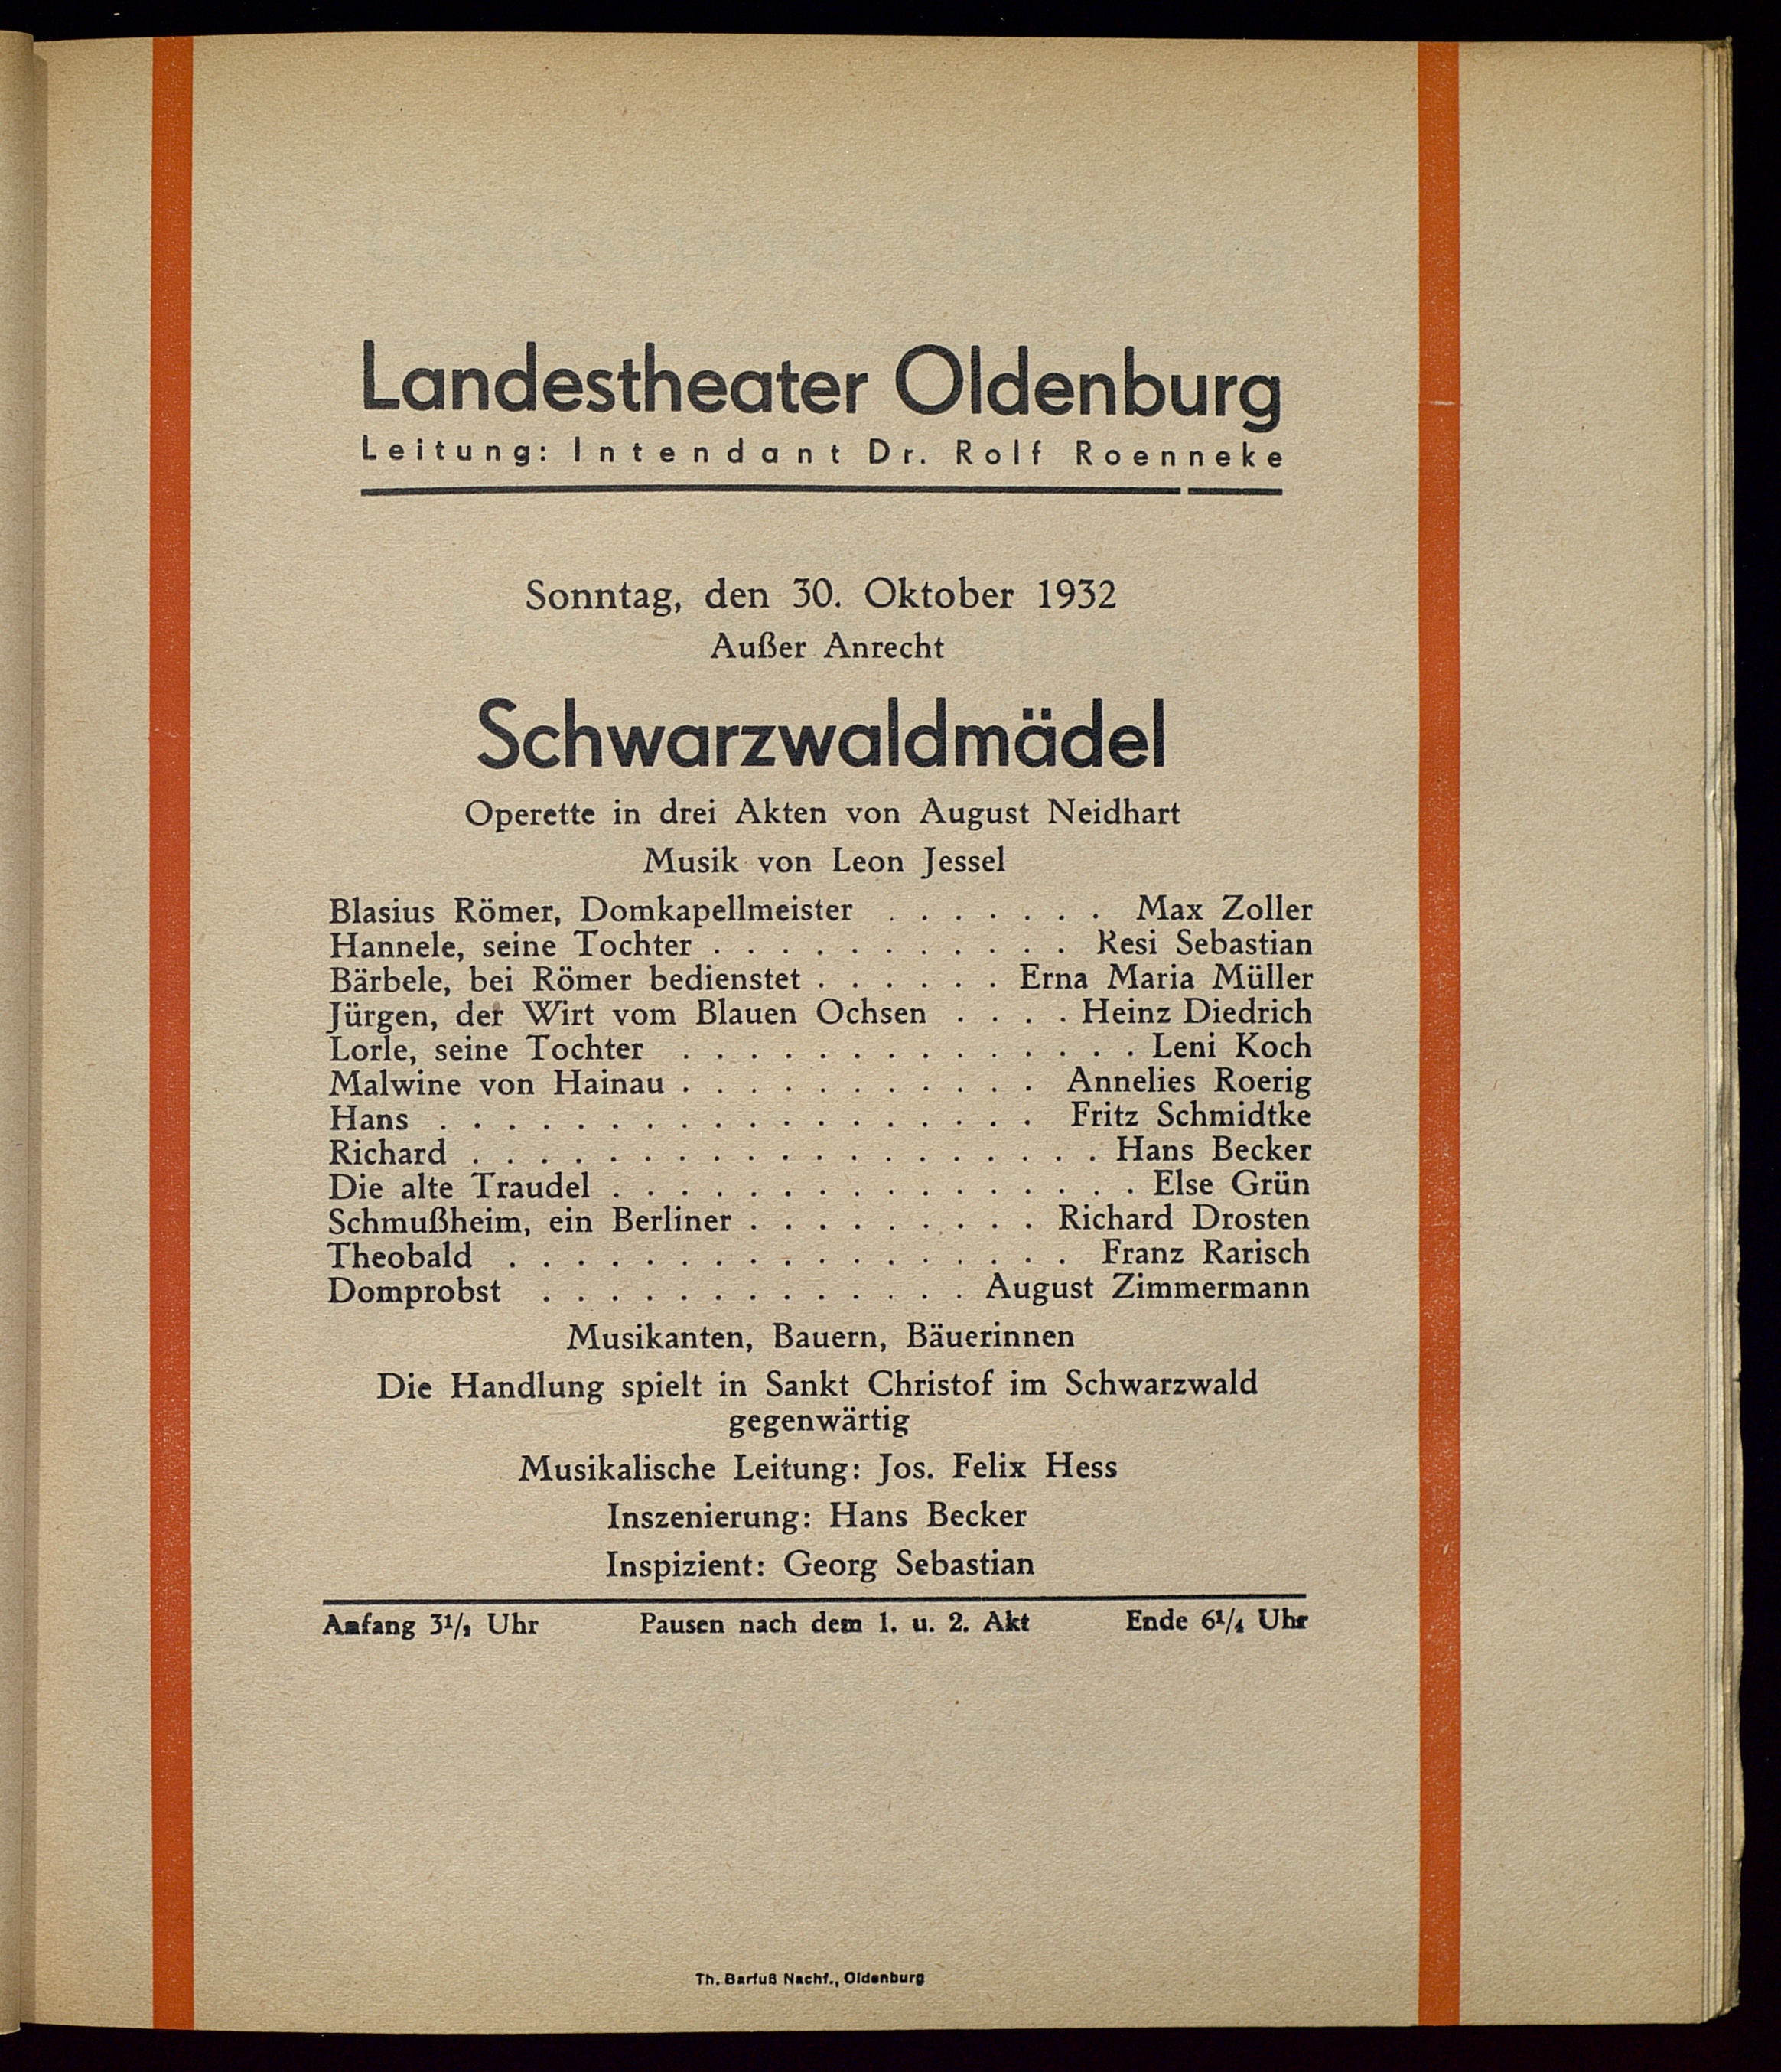 Landestheater Oldenburg
Leitung: Intendant Dr. Rolf Roenneke
Sonntag, den 30. Oktober 1932
Außer Anrecht
Schwarzwaldmädel
Operette in drei Akten von August Neidhart
Musik von Leon Jessel
Blasius Römer, Domkapellmeister . . . . . . . Max Zoller
Hannele, seine Tochter . . . . . . . . . . . Resi Sebastian
Bärbele, bei Römer bedienstet . . . . . . Erna Maria Müller
Jürgen, der Wirt vom Blauen Ochsen . . . . Heinz Diedrich
Lorle, seine Tochter . . . . . . . . . . . . . . Leni Koch
Malwine von Hainau . . . . . . . . . . . Annelies Roerig
Hans . . . . . . . . . . . . . . . . . . Fritz Schmidtke
Richard . . . . . . . . . . . . . . . . . . . Hans Becker
Die alte Traudel . . . . . . . . . . . . . . . . Else Grün
Schmußheim, ein Berliner . . . . . . . . . Richard Drosten
Theobald . . . . . . . . . . . . . . . . . Franz Rarisch
Domprobst . . . . . . . . . . . . . August Zimmermann
Musikanten, Bauern, Bäuerinnen
Die Handlung spielt in Sankt Christof im Schwarzwald
gegenwärtig
Musikalische Leitung: Jos. Felix Hess
Inszenierung: Hans Becker
Inspizient: Georg Sebastian
Anfang 3 1/2 Uhr Pausen nach dem 1. u. 2. Akt Ende 6 1/4 Uhr
Th. Barfuß Nachf., Oldenburg